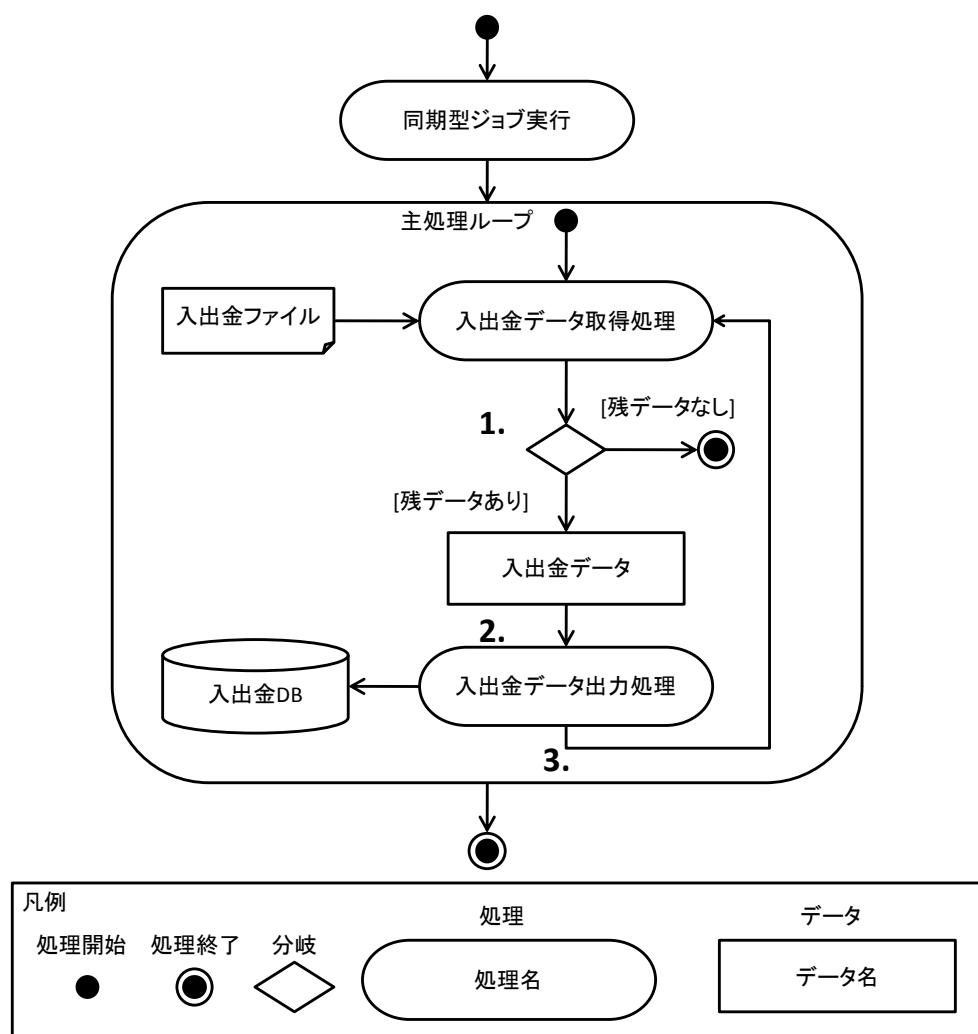 同期型ジョブ実行
主処理ループ
入出金ファイル
入出金データ取得処理
1.
[残データなし]
[残データあり]
入出金データ
2.
入出金DB
入出金データ出力処理
3.
凡例
処理開始
処理終了
分岐
処理
処理名
データ
データ名